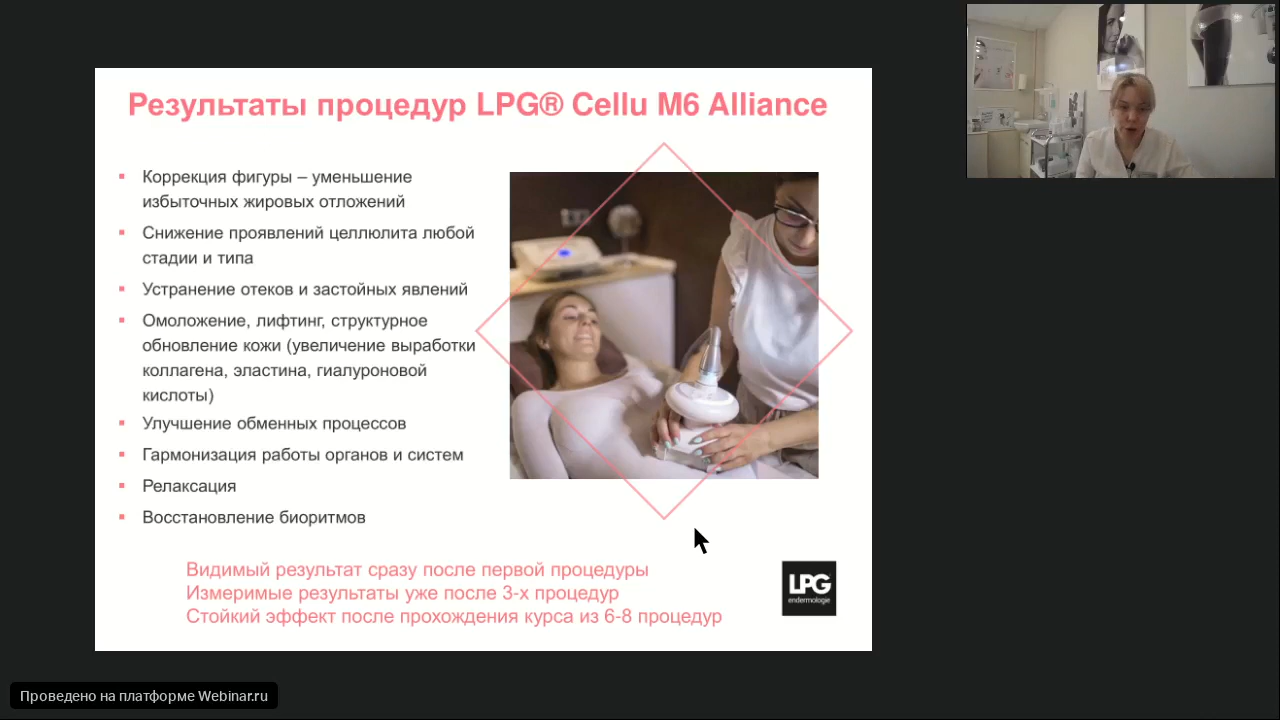 Результаты процедур LPG® Cellu M6 Alliance
Коррекция фигуры – уменьшение
избыточных жировых отложений
Снижение проявлений целлюлита любой
стадии и типа
Устранение отеков и застойных явлений
Омоложение, лифтинг, структурное
обновление кожи (увеличение выработки
коллагена, эластина, гиалуроновой
кислоты)
Улучшение обменных процессов
Гармонизация работы органов и систем
Релаксация
Восстановление биоритмов
Видимый результат сразу после первой процедуры
Измеримые результаты уже после 3-х процедур
Стойкий эффект после прохождения курса из 6-8 процедур
LPG
endermologie
Проведено на платформе Webinar.ru